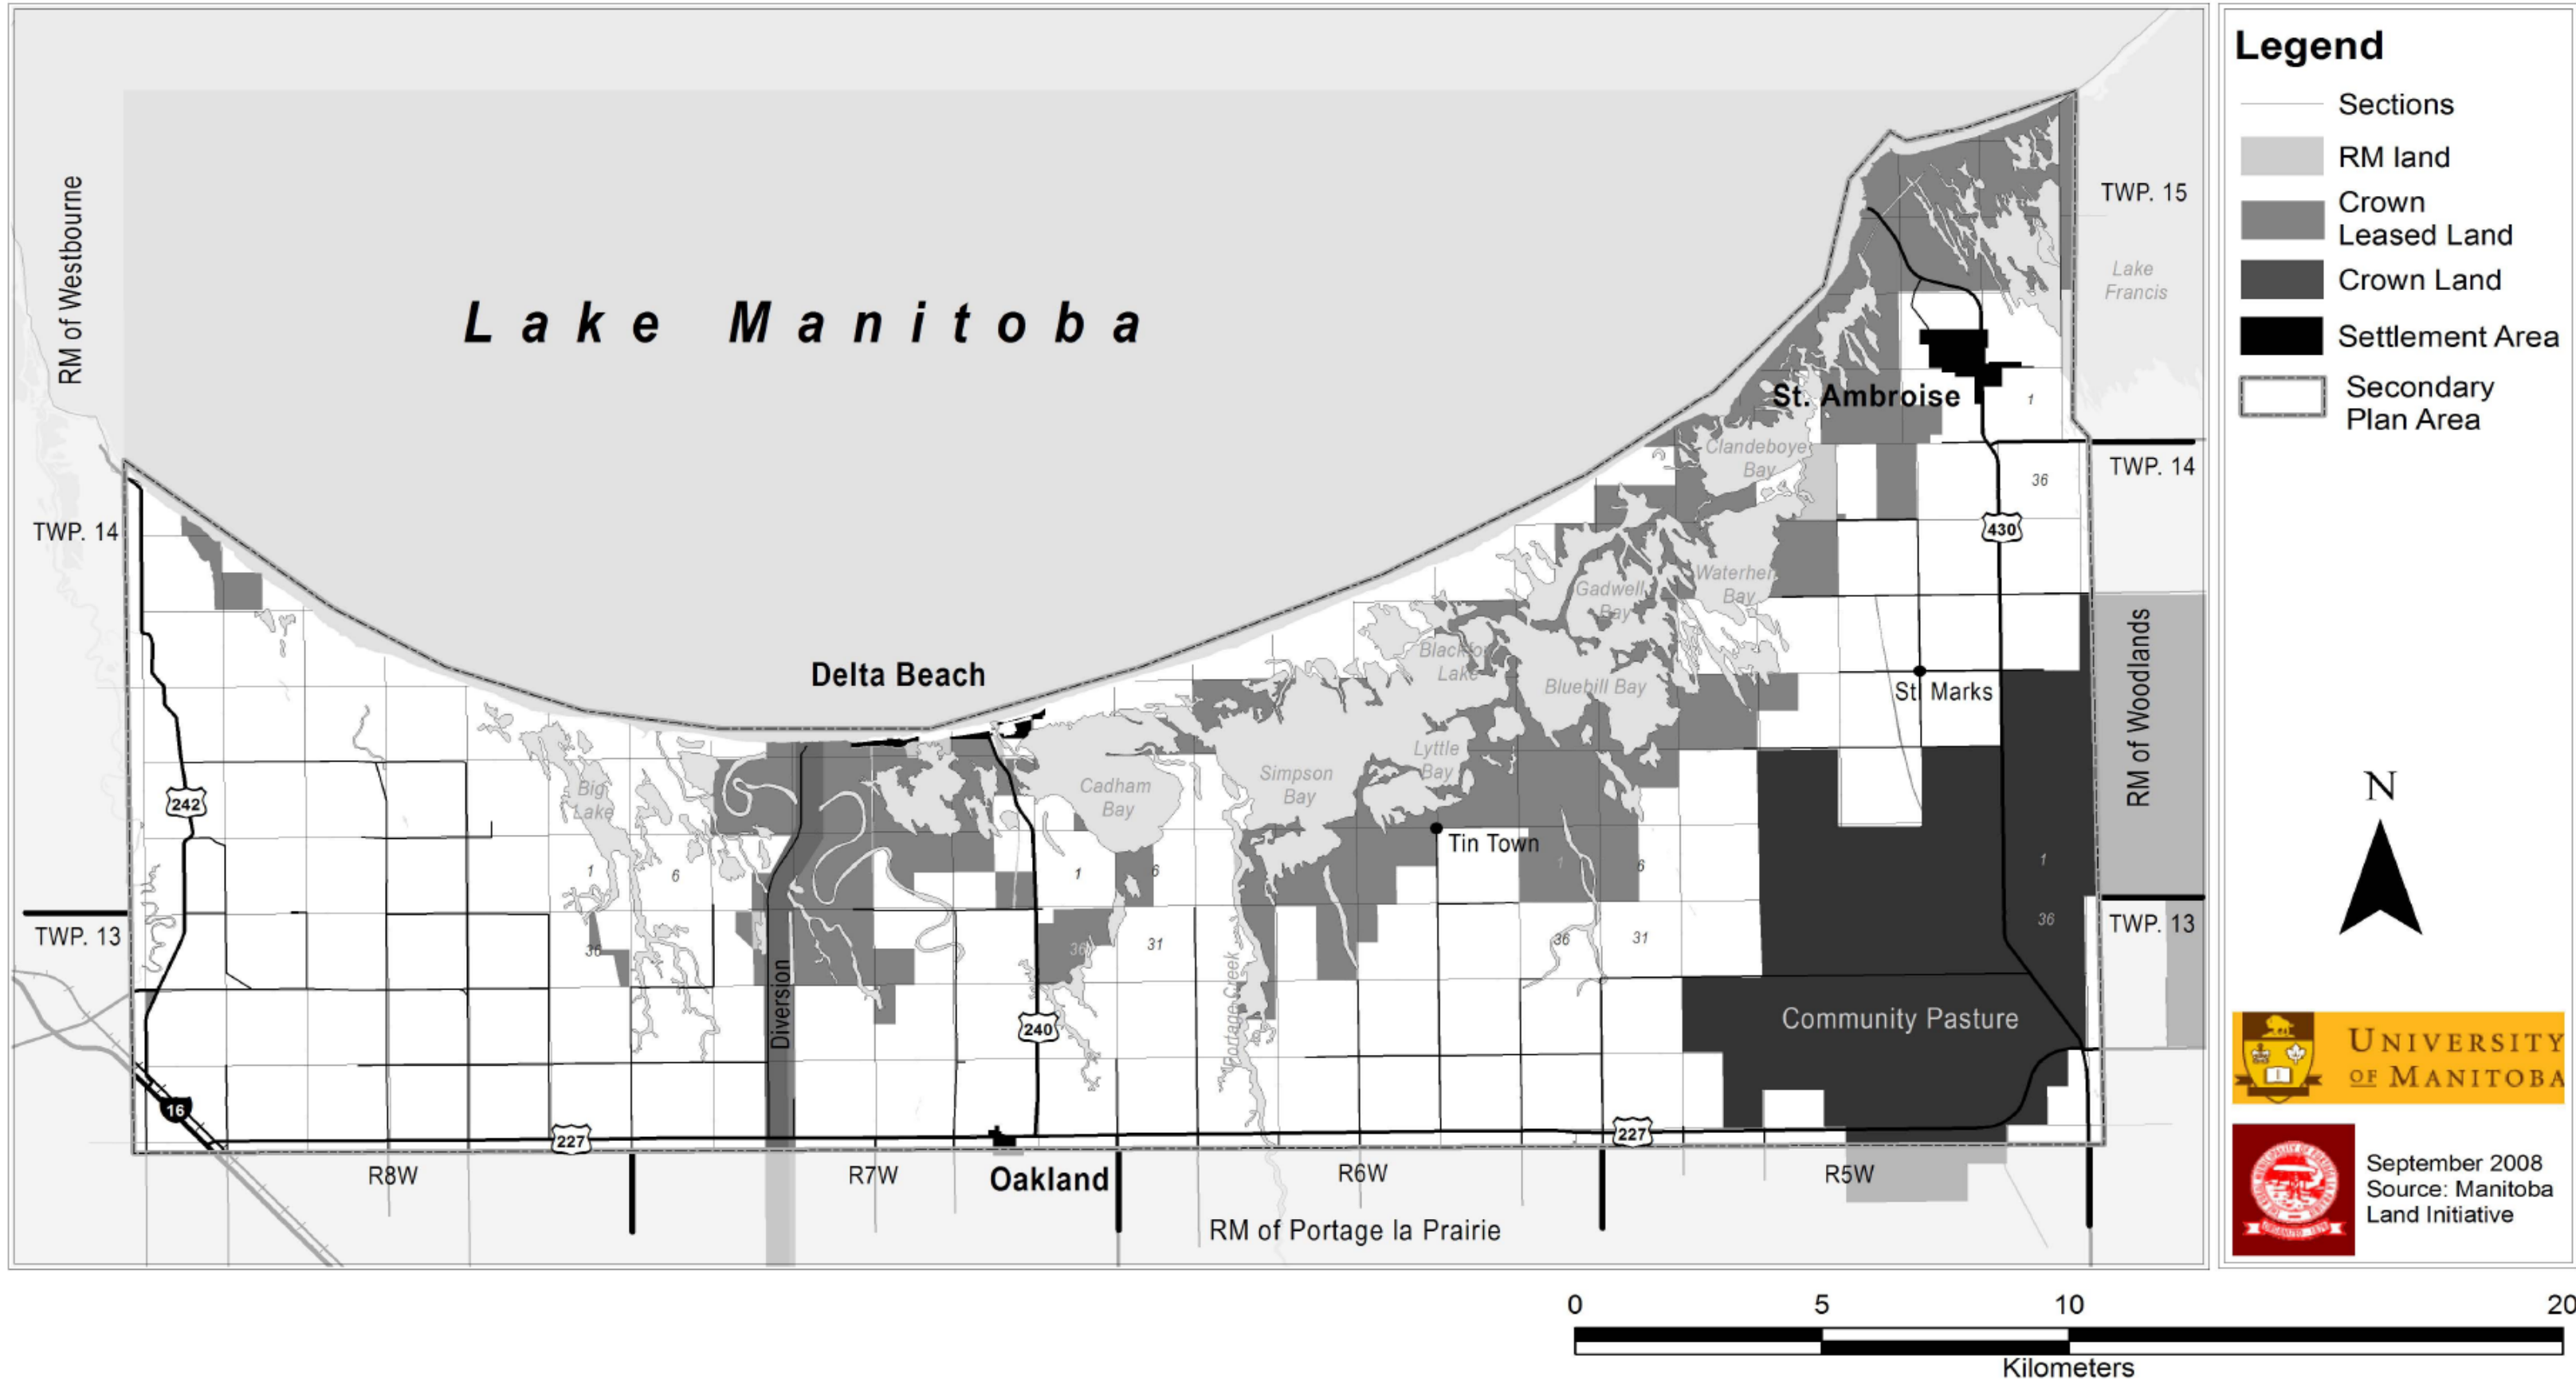 Lake Manitoba
RM of Westbourne
TWP. 15
Lake
Francis
St. Ambroise
1
Clandeboye
Bay
TWP. 14
36
430
TWP. 14
Waterhen
Bay
Gadwell
Bay
RM of Woodlands
Delta Beach
Lake
Bluebill Bay
St. Marks
242
Big
Lake
Cadham
Bay
Simpson
Bay
Lyttle
Bay
Tin Town
1
6
1
6
1
6
1
TWP. 13
36
Diversion
36
31
Portage Creek
36
31
36
TWP. 13
240
Community Pasture
16
227
227
R8W
R7W
Oakland
R6W
R5W
RM of Portage la Prairie
Legend
Sections
RM land
Crown
Leased Land
Crown Land
Settlement Area
Secondary
Plan Area
N
UNIVERSITY
OF MANITOBA
September 2008
Source: Manitoba
Land Initiative
0 5 10 20
Kilometers